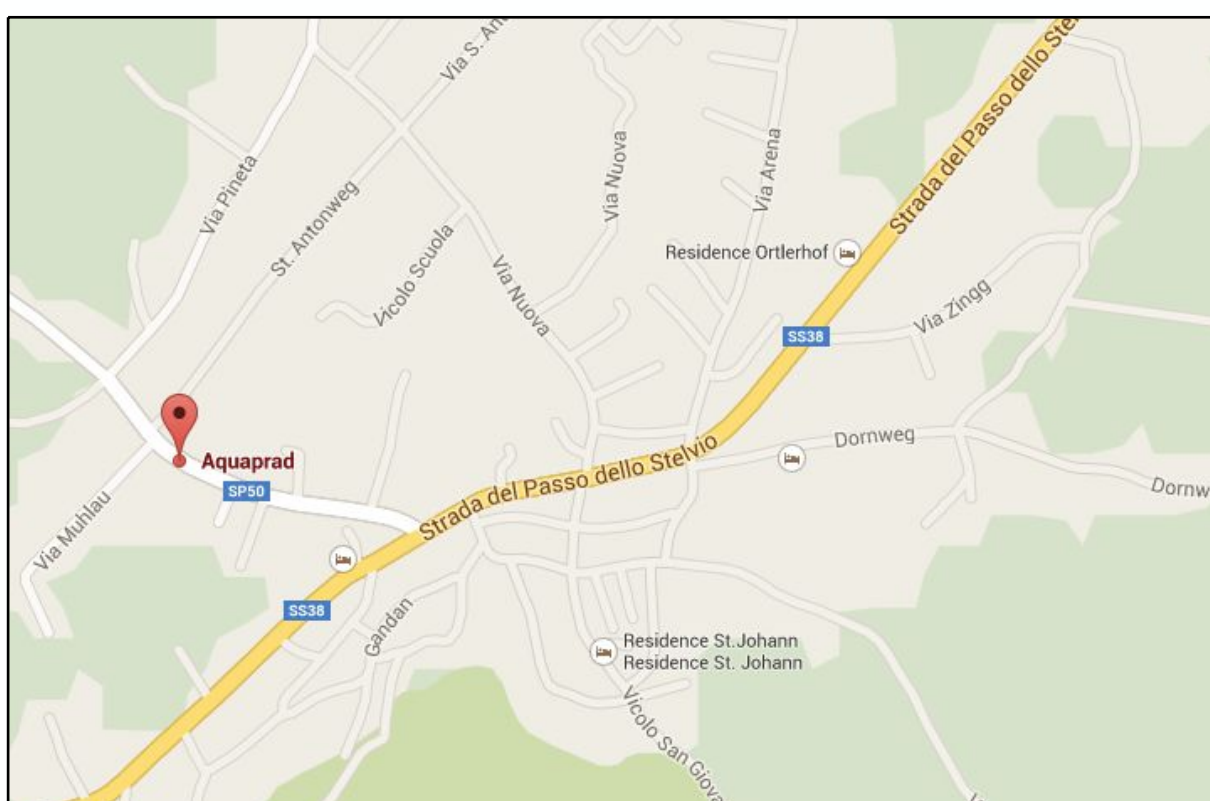 Via S. Ant
Strada del Passo dello Stel
Via Pineta
St. Antonweg
Via Nuova
Via Arena
Vicolo Scuola
Via Nuova
Residence Ortlerhof
Via Zingg
SS38
Aquaprad
SP50
Strada del Passo dello Stelvio
Dornweg
Dornw
Via Muhlau
SS38
Gandan
Residence St.Johann
Residence St. Johann
Vicolo San Giova